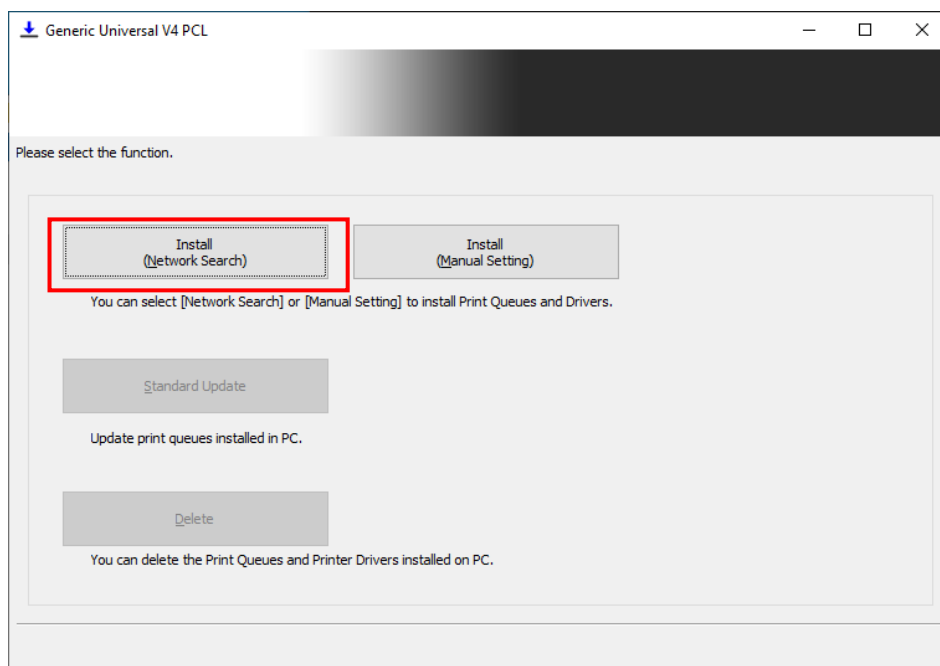 Generic Universal V4 PCL
Please select the function.
Install
(Network Search)
Install
(Manual Setting)
You can select [Network Search] or [Manual Setting] to install Print Queues and Drivers.
Standard Update
Update print queues installed in PC.
Delete
You can delete the Print Queues and Printer Drivers installed on PC.